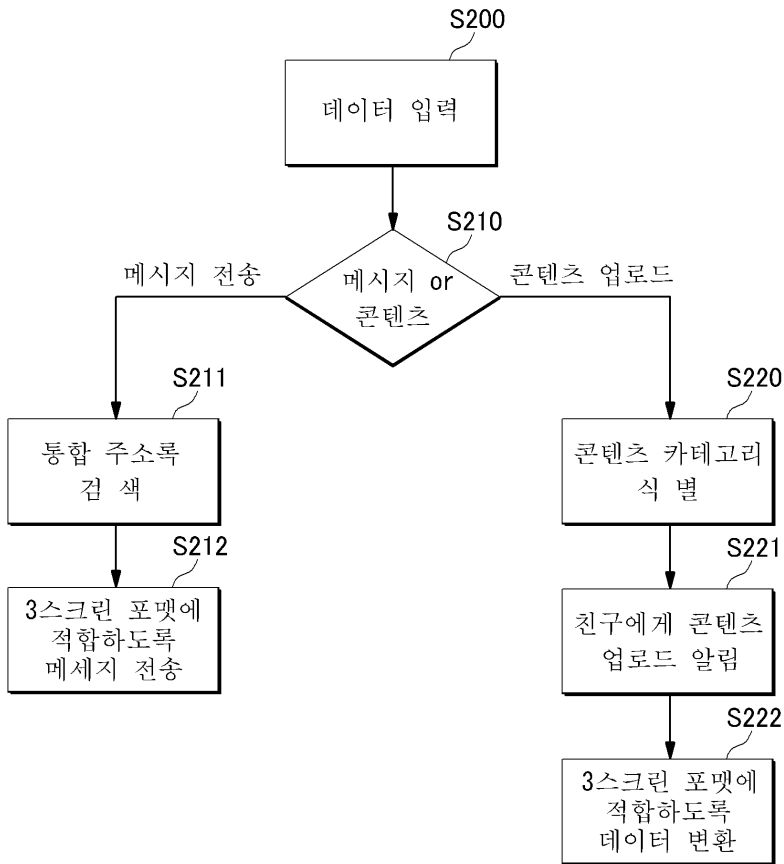 S200
데이터 입력
S210
메시지 or
콘텐츠
메시지 전송
콘텐츠 업로드
S211
통합 주소록
검 색
S212
3스크린 포맷에
적합하도록
메세지 전송
S220
콘텐츠 카테고리
식 별
S221
친구에게 콘텐츠
업로드 알림
S222
3스크린 포맷에
적합하도록
데이터 변환